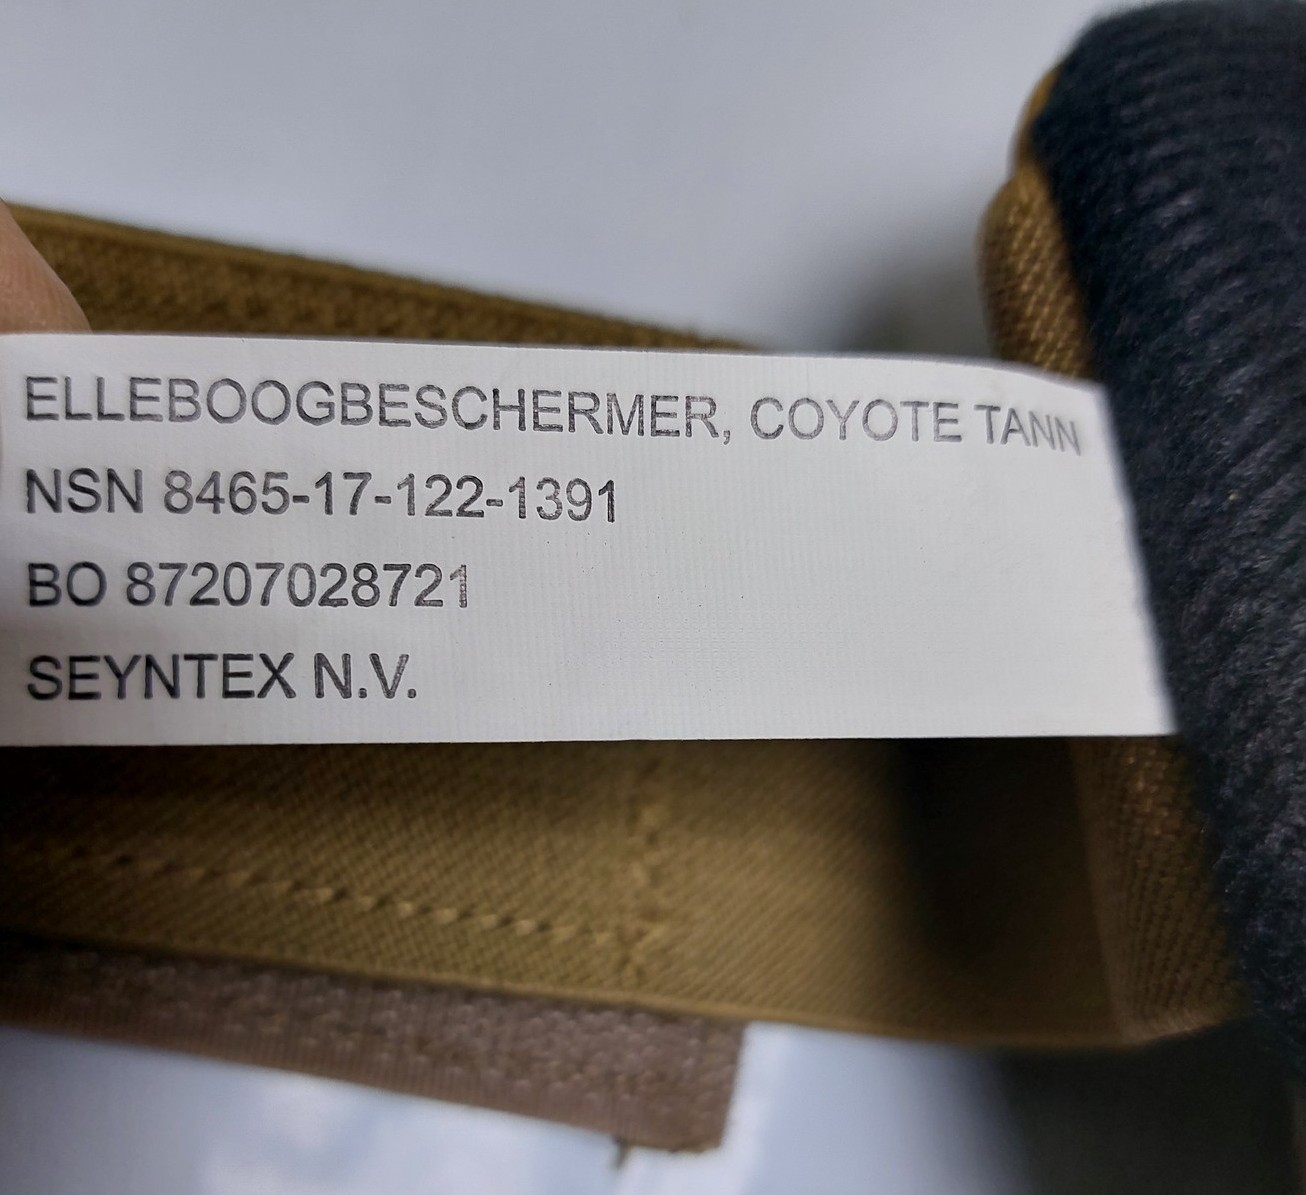 ELLEBOOGBESCHERMER, COYOTE TANN
NSN 8465-17-122-1391
BO 87207028721
SEYNTEX N.V.